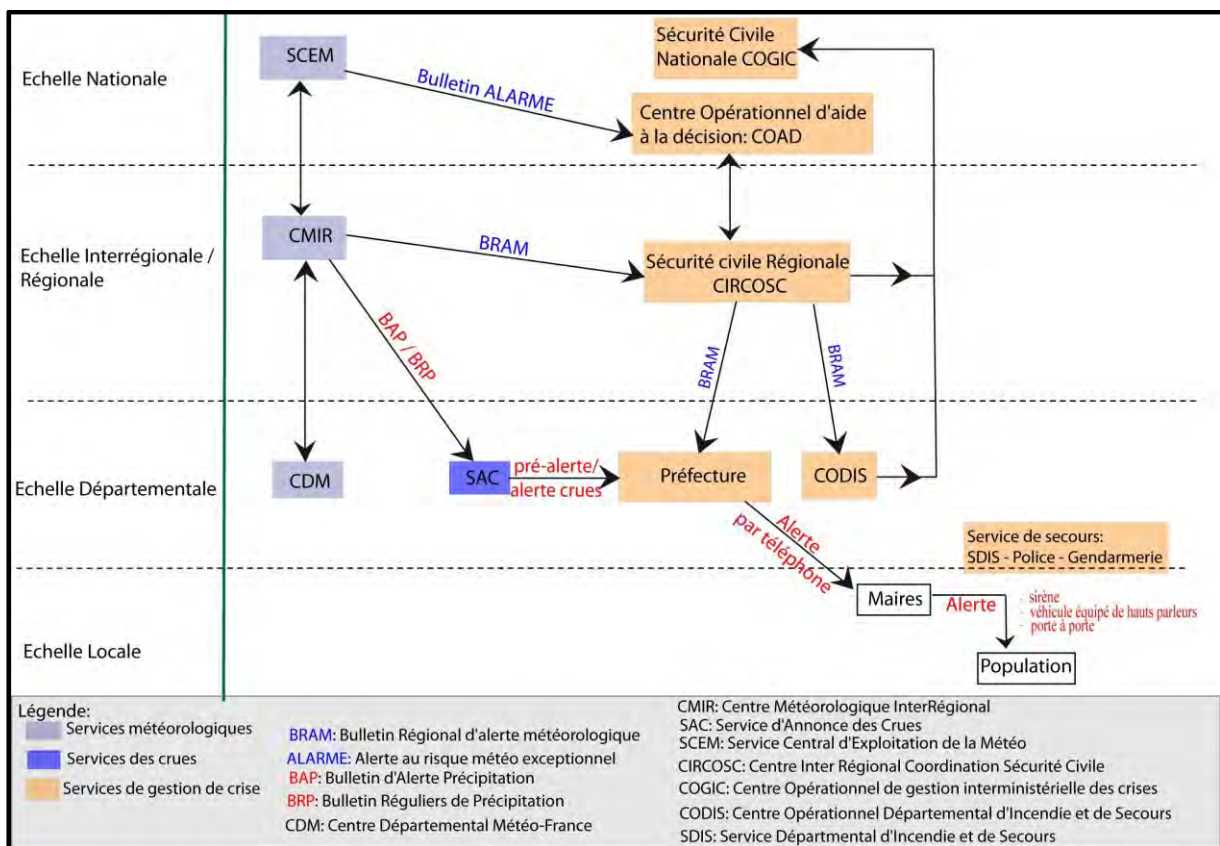 Echelle Nationale
SCEM
Bulletin ALARME
Sécurité Civile
Nationale COGIC
Centre Opérationnel d'aide
à la décision: COAD
Echelle Interrégionale /
Régionale
CMIR
BRAM
Sécurité civile Régionale
CIRCOSC
BAP / BRP
BRAM
BRAM
Echelle Départementale
CDM
SAC
pré-alerte/
alerte crues
Préfecture
CODIS
Alerte
par téléphone
Service de secours:
SDIS - Police - Gendarmerie
Echelle Locale
Maires
Alerte
- sirène
- véhicule équipé de hauts parleurs
- porte à porte
Population
Légende:
Services météorologiques
Services des crues
Services de gestion de crise
BRAM: Bulletin Régional d'alerte météorologique
ALARME: Alerte au risque météo exceptionnel
BAP: Bulletin d'Alerte Précipitation
BRP: Bulletin Réguliers de Précipitation
CDM: Centre Départemental Météo-France
CMIR: Centre Météorologique InterRégional
SAC: Service d'Annonce des Crues
SCEM: Service Central d'Exploitation de la Météo
CIRCOSC: Centre Inter Régional Coordination Sécurité Civile
COGIC: Centre Opérationnel de gestion interministérielle des crises
CODIS: Centre Opérationnel Départemental d'Incendie et de Secours
SDIS: Service Départmental d'Incendie et de Secours